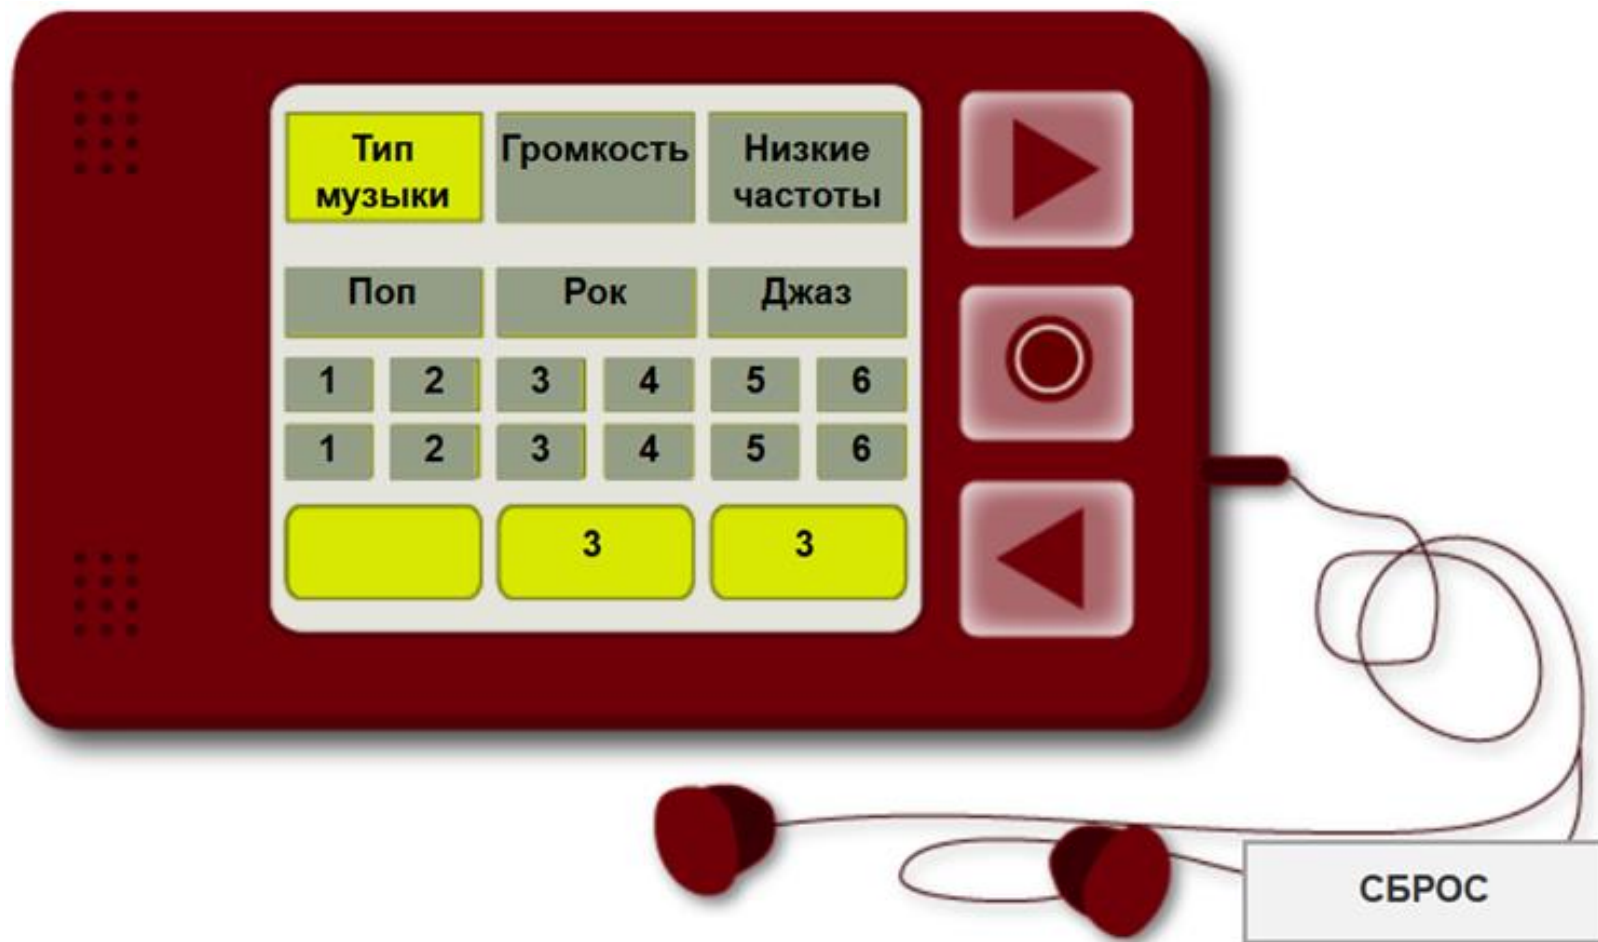 Тип
музыки
Громкость
Низкие
частоты
Поп Рок Джаз
1 2 3 4 5 6
1 2 3 4 5 6
3 3
СБРОС